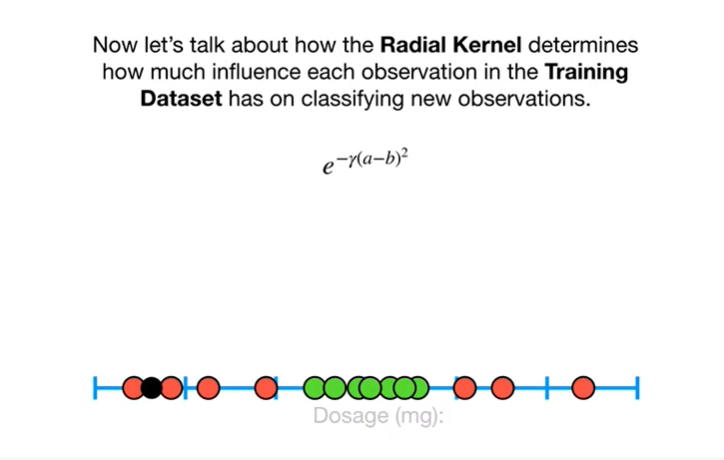 Now let's talk about how the Radial Kernel determines
how much influence each observation in the Training
Dataset has on classifying new observations.
e^{-γ(a-b)^2}
Dosage (mg):